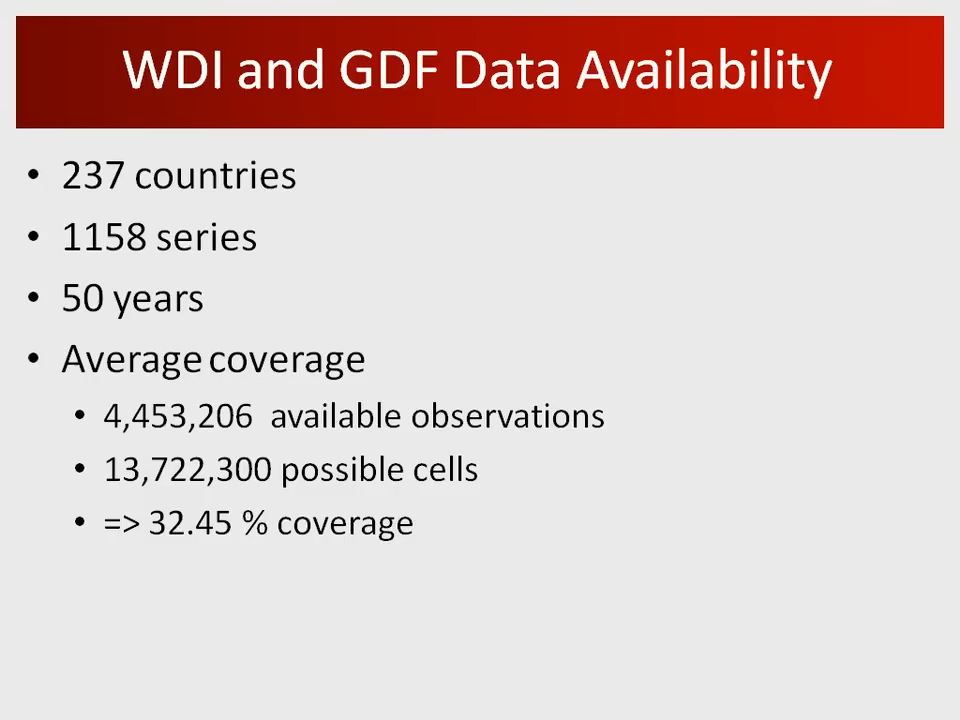 WDI and GDF Data Availability
• 237 countries
• 1158 series
• 50 years
• Average coverage
• 4,453,206 available observations
• 13,722,300 possible cells
• => 32.45 % coverage